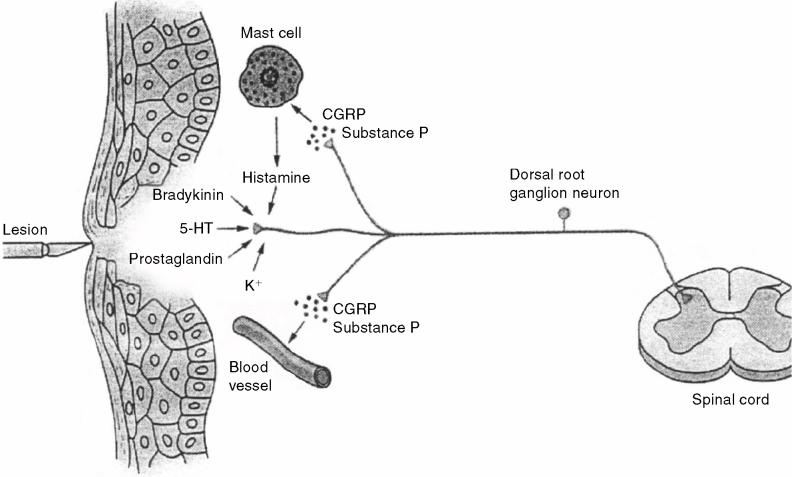 Mast cell
CGRP
Substance P
Histamine
Dorsal root
ganglion neuron
Bradykinin
Lesion
5-HT
Prostaglandin
K⁺
CGRP
Substance P
Blood
vessel
Spinal cord